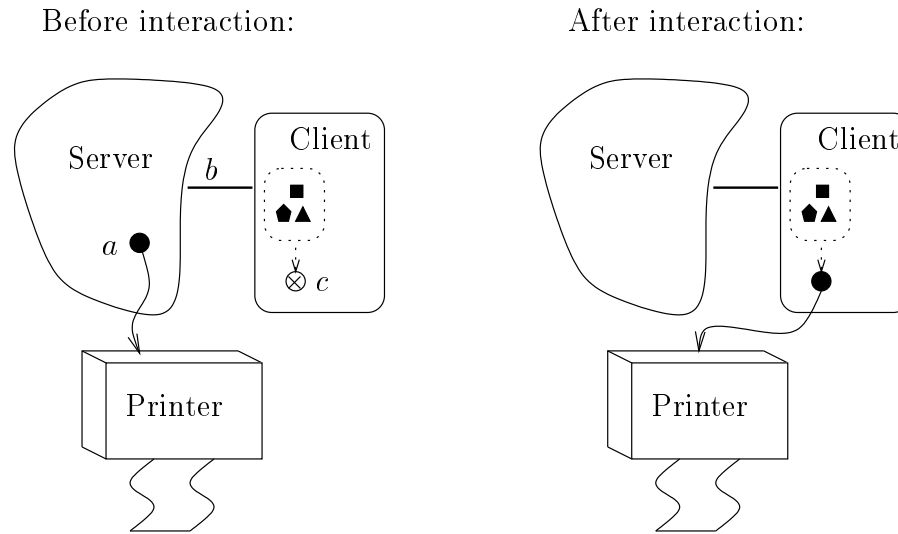 Before interaction:
Server
b
Client
a
c
Printer
After interaction:
Server
Client
Printer